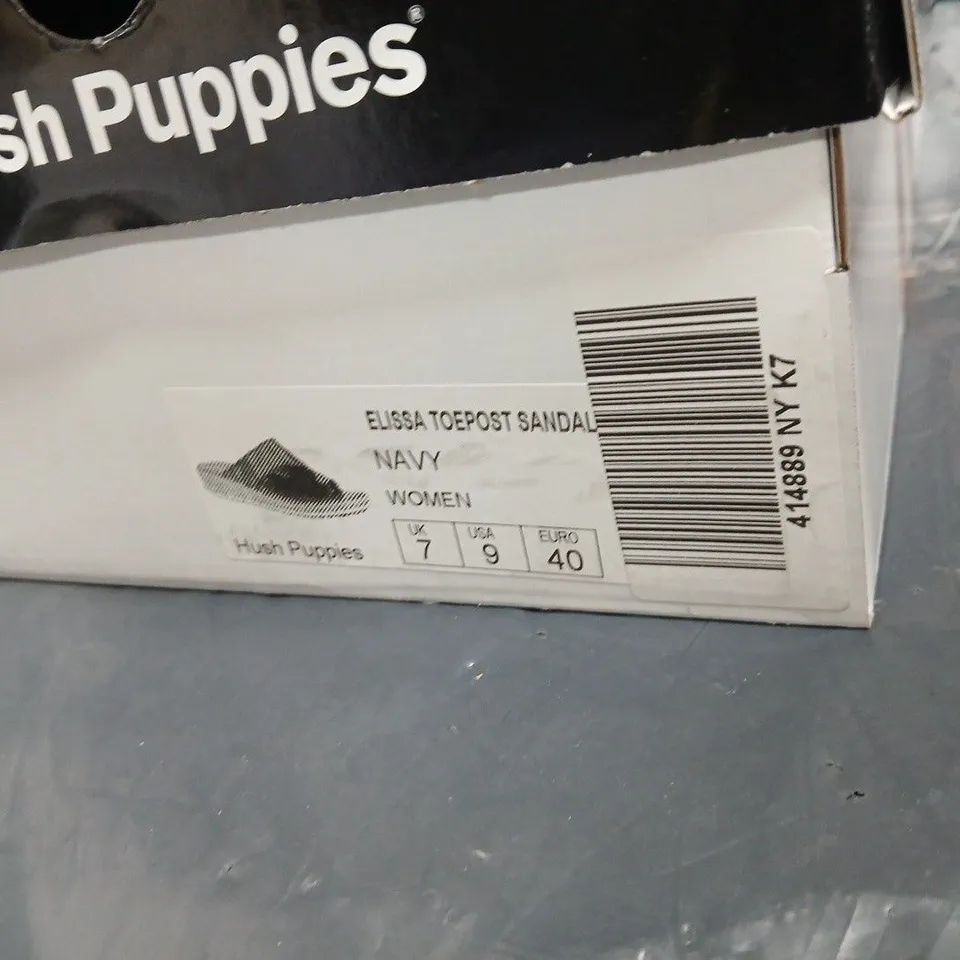 sh Puppies®
ELISSA TOEPOST SANDAL
NAVY
WOMEN
UK USA EURO
7 9 40
Hush Puppies
414889 NY K7